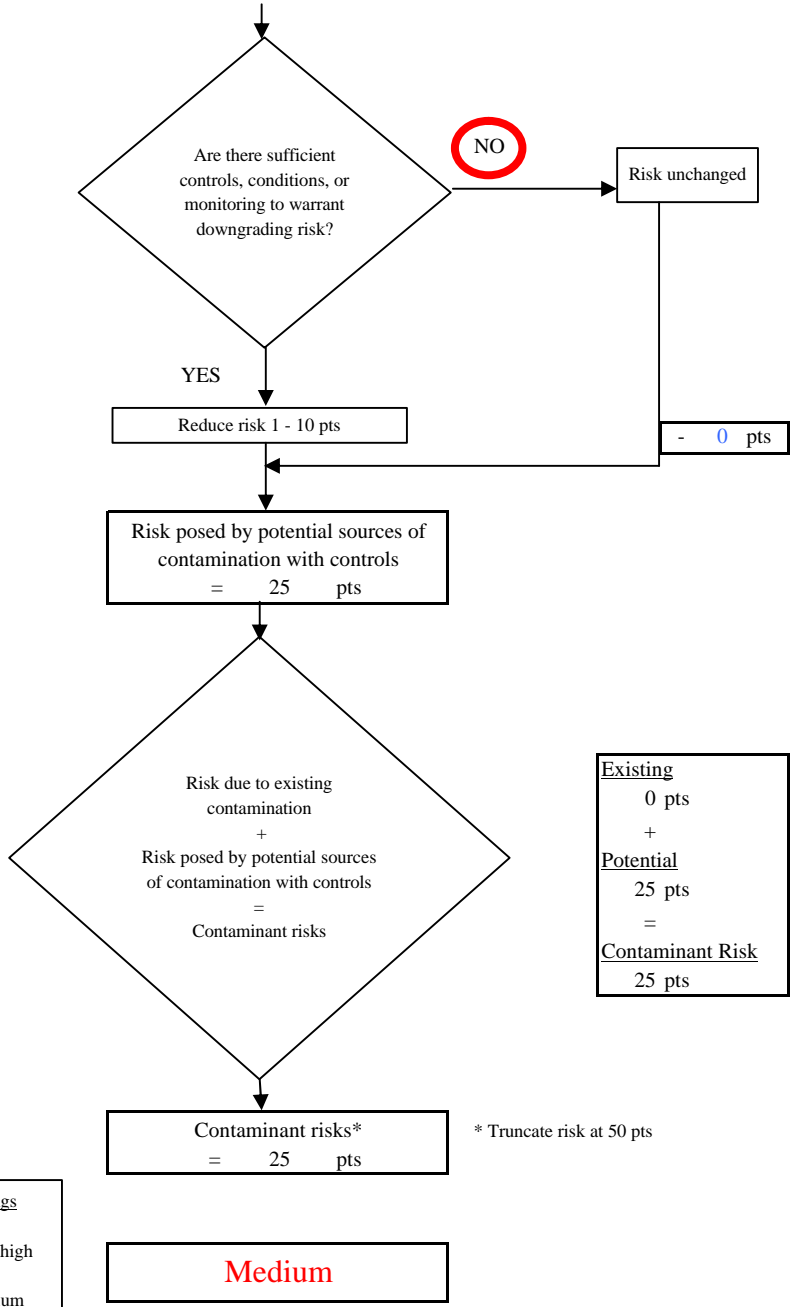 Are there sufficient
controls, conditions, or
monitoring to warrant
downgrading risk?
NO
Risk unchanged
YES
Reduce risk 1 - 10 pts
- 0 pts
Risk posed by potential sources of
contamination with controls
= 25 pts
Risk due to existing
contamination
+
Risk posed by potential sources
of contamination with controls
=
Contaminant risks
Existing
0 pts
+
Potential
25 pts
=
Contaminant Risk
25 pts
Contaminant risks*
= 25 pts
* Truncate risk at 50 pts
gs
high
um
Medium